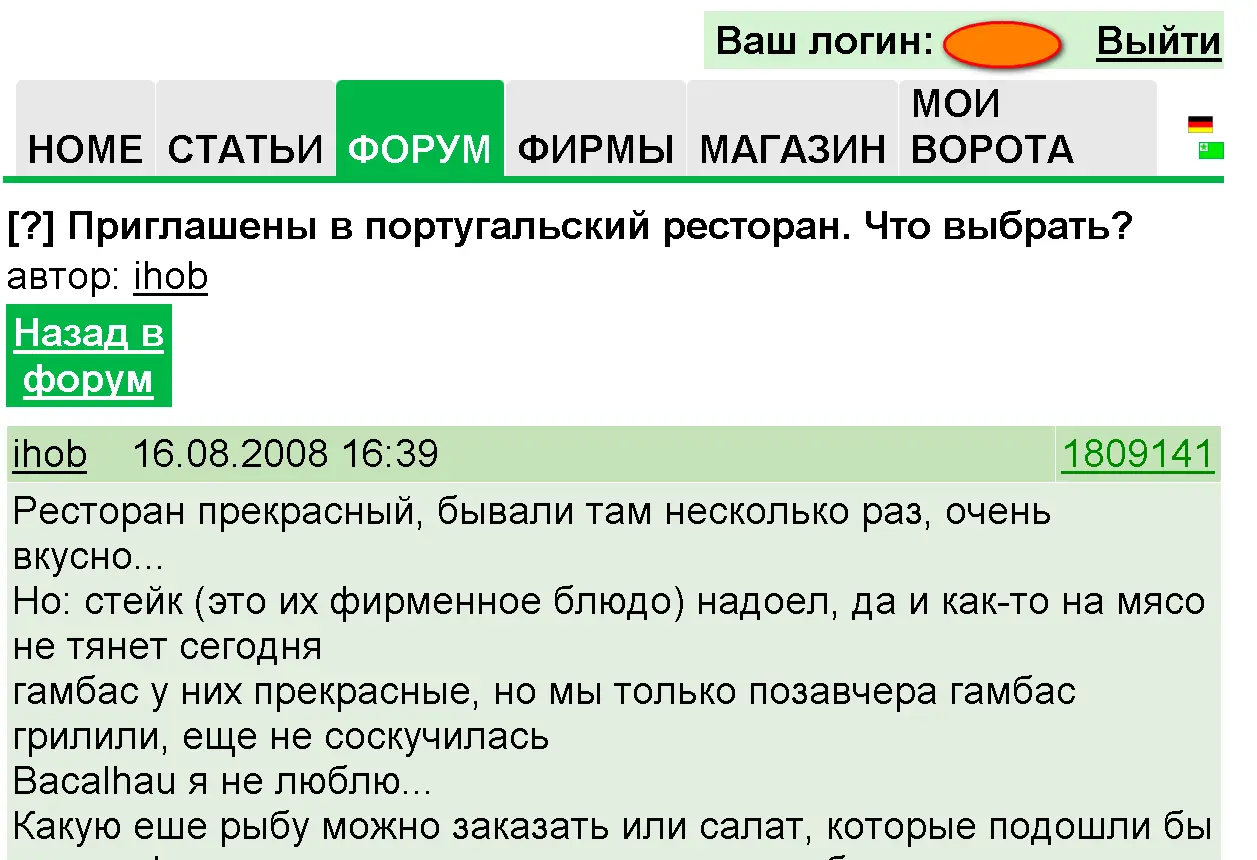 Ваш логин: Выйти
HOME СТАТЬИ ФОРУМ ФИРМЫ МАГАЗИН МОИ ВОРОТА
[?] Приглашены в португальский ресторан. Что выбрать?
автор: ihob
Назад в
форум
ihob 16.08.2008 16:39 1809141
Ресторан прекрасный, бывали там несколько раз, очень
вкусно...
Но: стейк (это их фирменное блюдо) надоел, да и как-то на мясо
не тянет сегодня
гамбас у них прекрасные, но мы только позавчера гамбас
грилили, еще не соскучилась
Bacalhau я не люблю...
Какую еше рыбу можно заказать или салат, которые подошли бы